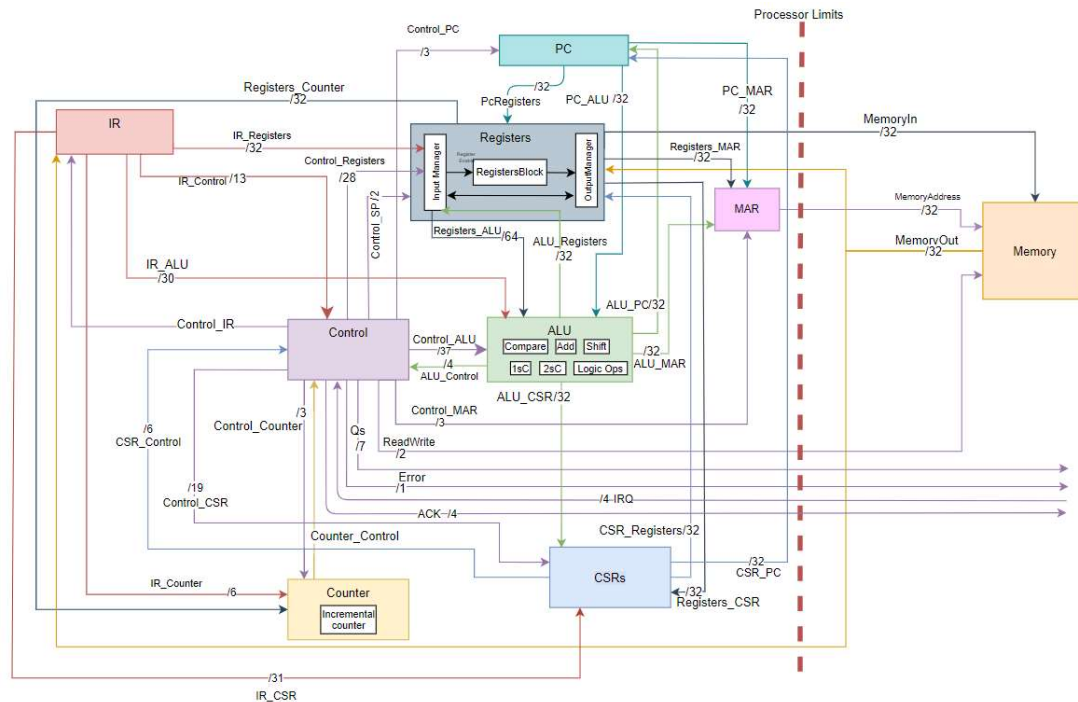 Processor Limits
Control_PC
/3
PC
Registers_Counter
/32
/32
PcRegisters
PC_ALU
/32
PC_MAR
/32
MemoryIn
/32
IR
IR_Registers
/32
Registers
Control_Registers
/28
Input Manager
RegistersBlock
OutputManager
Registers_MAR
/32
IR_Control
/13
Control_SP
/2
MAR
MemoryAddress
/32
Registers_ALU
/64
ALU_Registers
/32
MemoryOut
/32
Memory
IR_ALU
/30
ALU_PC/32
Control_IR
Control
Control_ALU
/37
/4
ALU_Control
ALU
Compare
Add
Shift
1sC
2sC
Logic Ops
/32
ALU_MAR
ALU_CSR/32
/3
Control_Counter
Control_MAR
/3
/6
CSR_Control
Qs
/7
ReadWrite
/2
Error
/1
/19
Control_CSR
/4 IRQ
ACK /4
Counter_Control
CSR_Registers/32
CSRs
/32
CSR_PC
IR_Counter
/6
Counter
Incremental
counter
/32
Registers_CSR
/31
IR_CSR